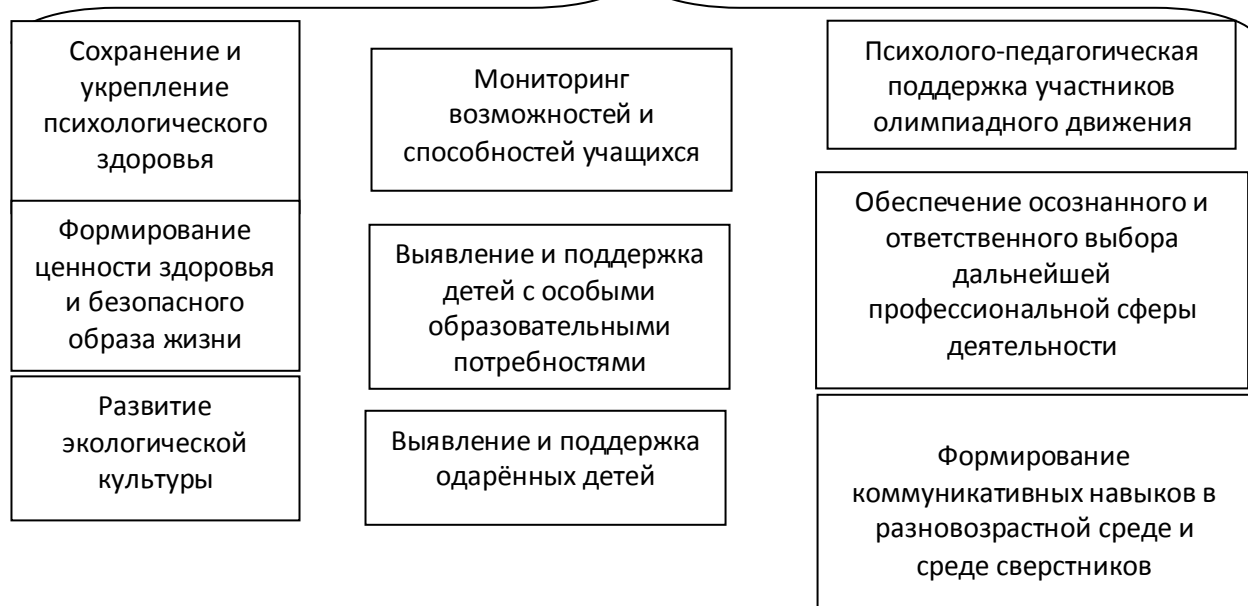 Сохранение и
укрепление
психологического
здоровья
Формирование
ценности здоровья
и безопасного
образа жизни
Развитие
экологической
культуры
Мониторинг
возможностей и
способностей учащихся
Выявление и поддержка
детей с особыми
образовательными
потребностями
Выявление и поддержка
одарённых детей
Психолого-педагогическая
поддержка участников
олимпиадного движения
Обеспечение осознанного и
ответственного выбора
дальнейшей
профессиональной сферы
деятельности
Формирование
коммуникативных навыков в
разновозрастной среде и
среде сверстников